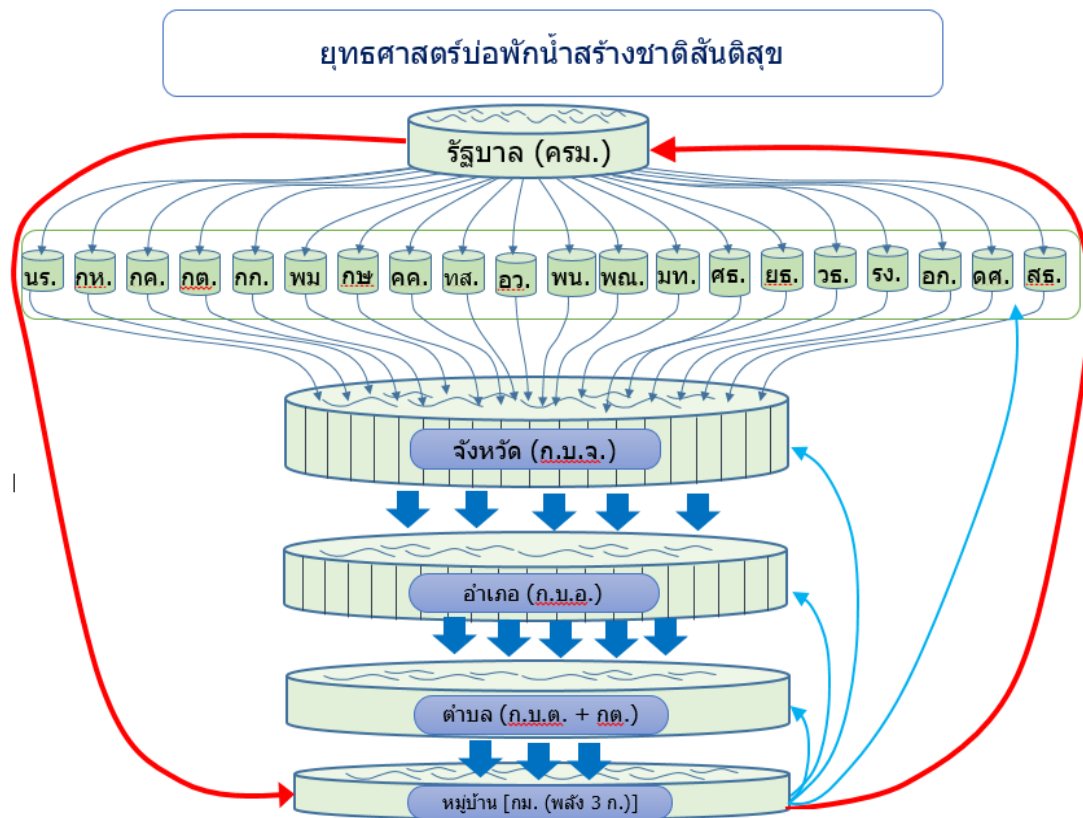 ยุทธศาสตร์บ่อพักน้ำสร้างชาติสันติสุข
รัฐบาล (ครม.)
นร. กห. กค. กต. กก. พม กษ คค. ทส. อว. พน. พณ. มท. ศธ. ยธ. วธ. รง. อก. ดศ. สธ.
จังหวัด (ก.บ.จ.)
อำเภอ (ก.บ.อ.)
ตำบล (ก.บ.ต. + กต.)
หมู่บ้าน [กม. (พลัง 3 ก.)]